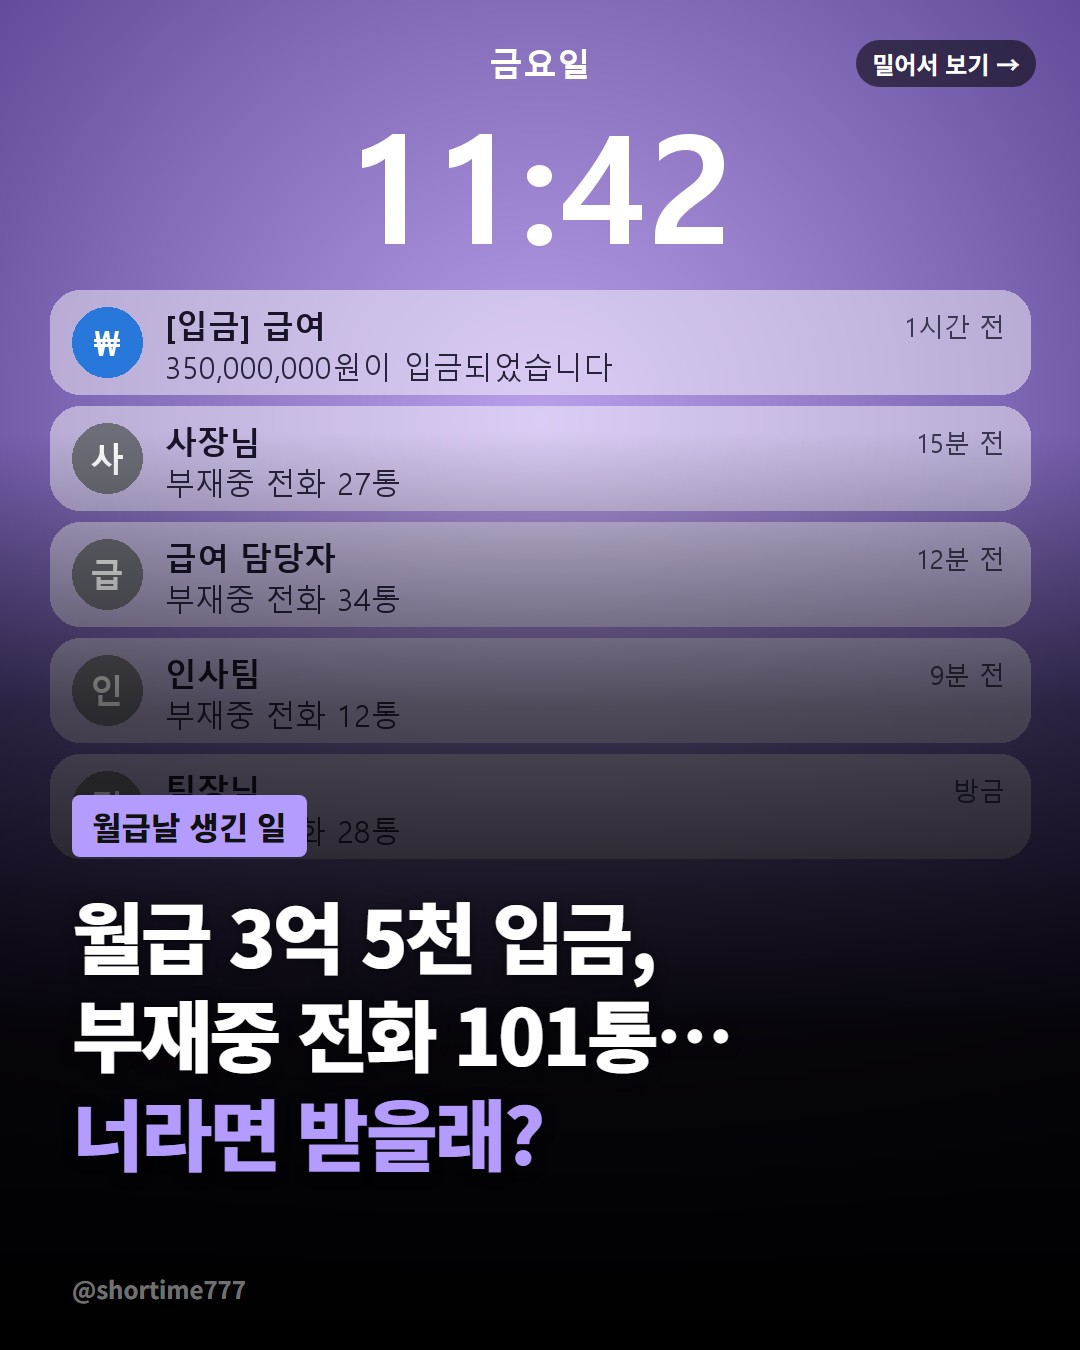 금요일
밀어서 보기 →
11:42
₩
[입금] 급여
1시간 전
350,000,000원이 입금되었습니다
사
사장님
15분 전
부재중 전화 27통
급
급여 담당자
12분 전
부재중 전화 34통
인
인사팀
9분 전
부재중 전화 12통
팀장님
방금
화 28통
월급날 생긴 일
월급 3억 5천 입금,
부재중 전화 101통…
너라면 받을래?
@shortime777